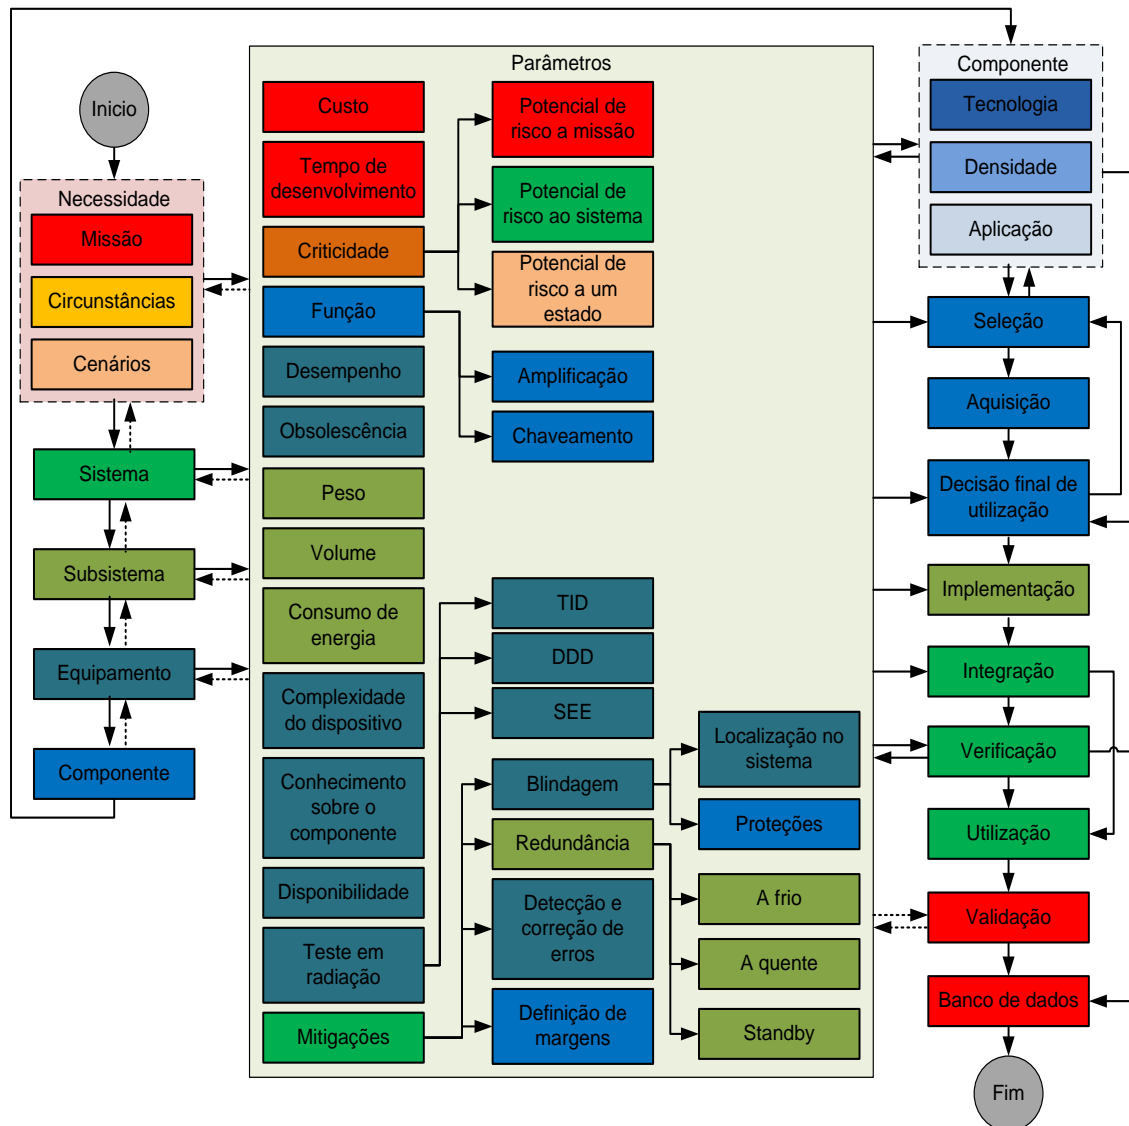 Inicio
Necessidade
Missão
Circunstâncias
Cenários
Sistema
Subsistema
Equipamento
Componente
Parâmetros
Custo
Tempo de
desenvolvimento
Criticidade
Função
Desempenho
Obsolescência
Peso
Volume
Consumo de
energia
Complexidade
do dispositivo
Conhecimento
sobre o
componente
Disponibilidade
Teste em
radiação
Mitigações
Potencial de
risco a missão
Potencial de
risco ao sistema
Potencial de
risco a um
estado
Amplificação
Chaveamento
TID
DDD
SEE
Blindagem
Redundância
Detecção e
correção de
erros
Definição de
margens
Localização no
sistema
Proteções
A frio
A quente
Standby
Componente
Tecnologia
Densidade
Aplicação
Seleção
Aquisição
Decisão final de
utilização
Implementação
Integração
Verificação
Utilização
Validação
Banco de dados
Fim